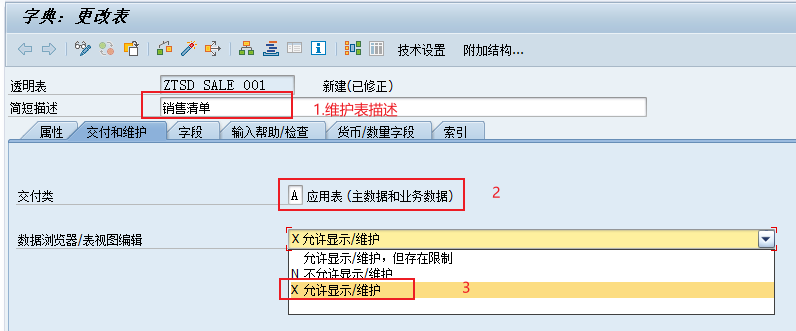 字典: 更改表
技术设置 附加结构...
透明表 ZTSD_SALE_001 新建(已修正)
简短描述 销售清单 1.维护表描述
属性 交付和维护 字段 输入帮助/检查 货币/数量字段 索引
交付类 A 应用表(主数据和业务数据) 2
数据浏览器/表视图编辑 X 允许显示/维护
允许显示/维护,但存在限制
N 不允许显示/维护
X 允许显示/维护 3